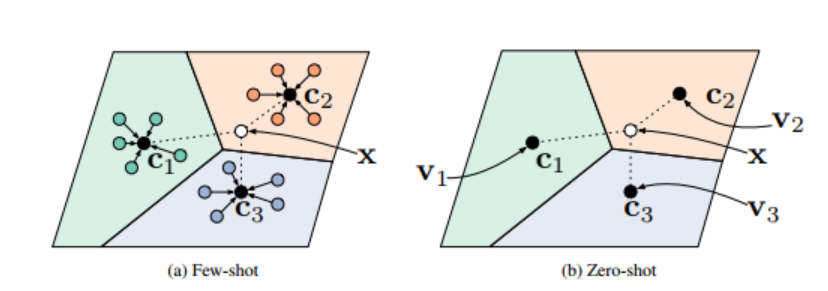 c2
c1
x
c3
(a) Few-shot
c2
v2
c1
x
v1
c3
v3
(b) Zero-shot